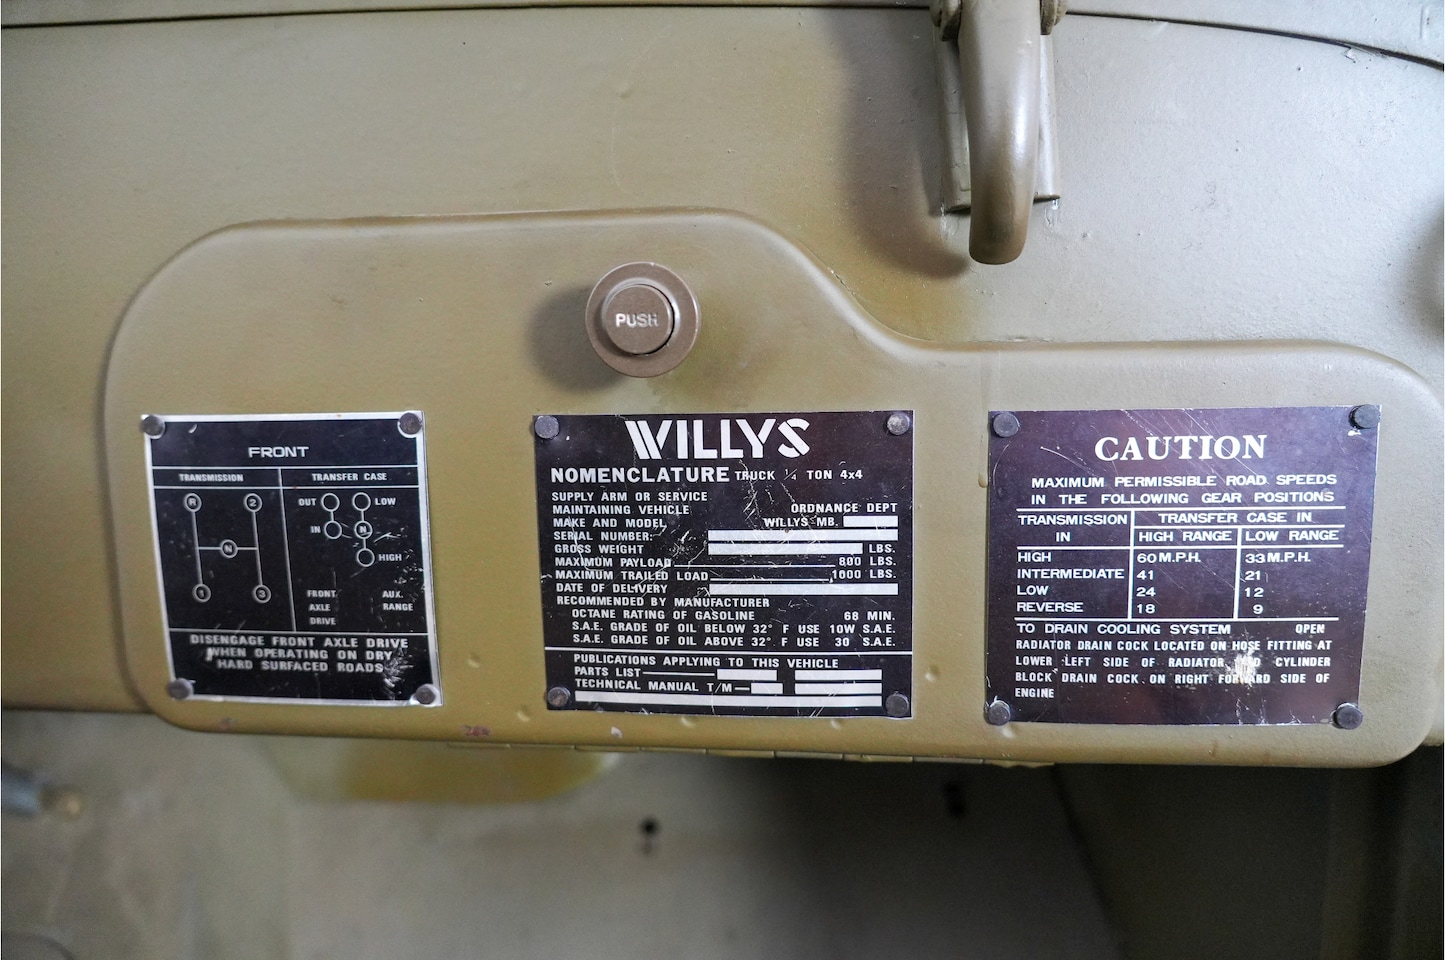 PUSH
FRONT
TRANSMISSION TRANSFER CASE
R 2 OUT LOW
IN N
N HIGH
1 3 FRONT AUX.
AXLE RANGE
DRIVE
DISENGAGE FRONT AXLE DRIVE
WHEN OPERATING ON DRY
HARD SURFACED ROADS
WILLYS
NOMENCLATURE TRUCK 1/4 TON 4x4
SUPPLY ARM OR SERVICE
MAINTAINING VEHICLE ORDNANCE DEPT
MAKE AND MODEL WILLYS MB.
SERIAL NUMBER:
GROSS WEIGHT LBS.
MAXIMUM PAYLOAD 800 LBS.
MAXIMUM TRAILED LOAD 1000 LBS.
DATE OF DELIVERY
RECOMMENDED BY MANUFACTURER
OCTANE RATING OF GASOLINE 68 MIN.
S.A.E. GRADE OF OIL BELOW 32° F USE 10W S.A.E.
S.A.E. GRADE OF OIL ABOVE 32° F USE 30 S.A.E.
PUBLICATIONS APPLYING TO THIS VEHICLE
PARTS LIST
TECHNICAL MANUAL T/M
CAUTION
MAXIMUM PERMISSIBLE ROAD SPEEDS
IN THE FOLLOWING GEAR POSITIONS
TRANSMISSION TRANSFER CASE IN
IN HIGH RANGE LOW RANGE
HIGH 60 M.P.H. 33 M.P.H.
INTERMEDIATE 41 21
LOW 24 12
REVERSE 18 9
TO DRAIN COOLING SYSTEM OPEN
RADIATOR DRAIN COCK LOCATED ON HOSE FITTING AT
LOWER LEFT SIDE OF RADIATOR AND CYLINDER
BLOCK DRAIN COCK ON RIGHT FORWARD SIDE OF
ENGINE